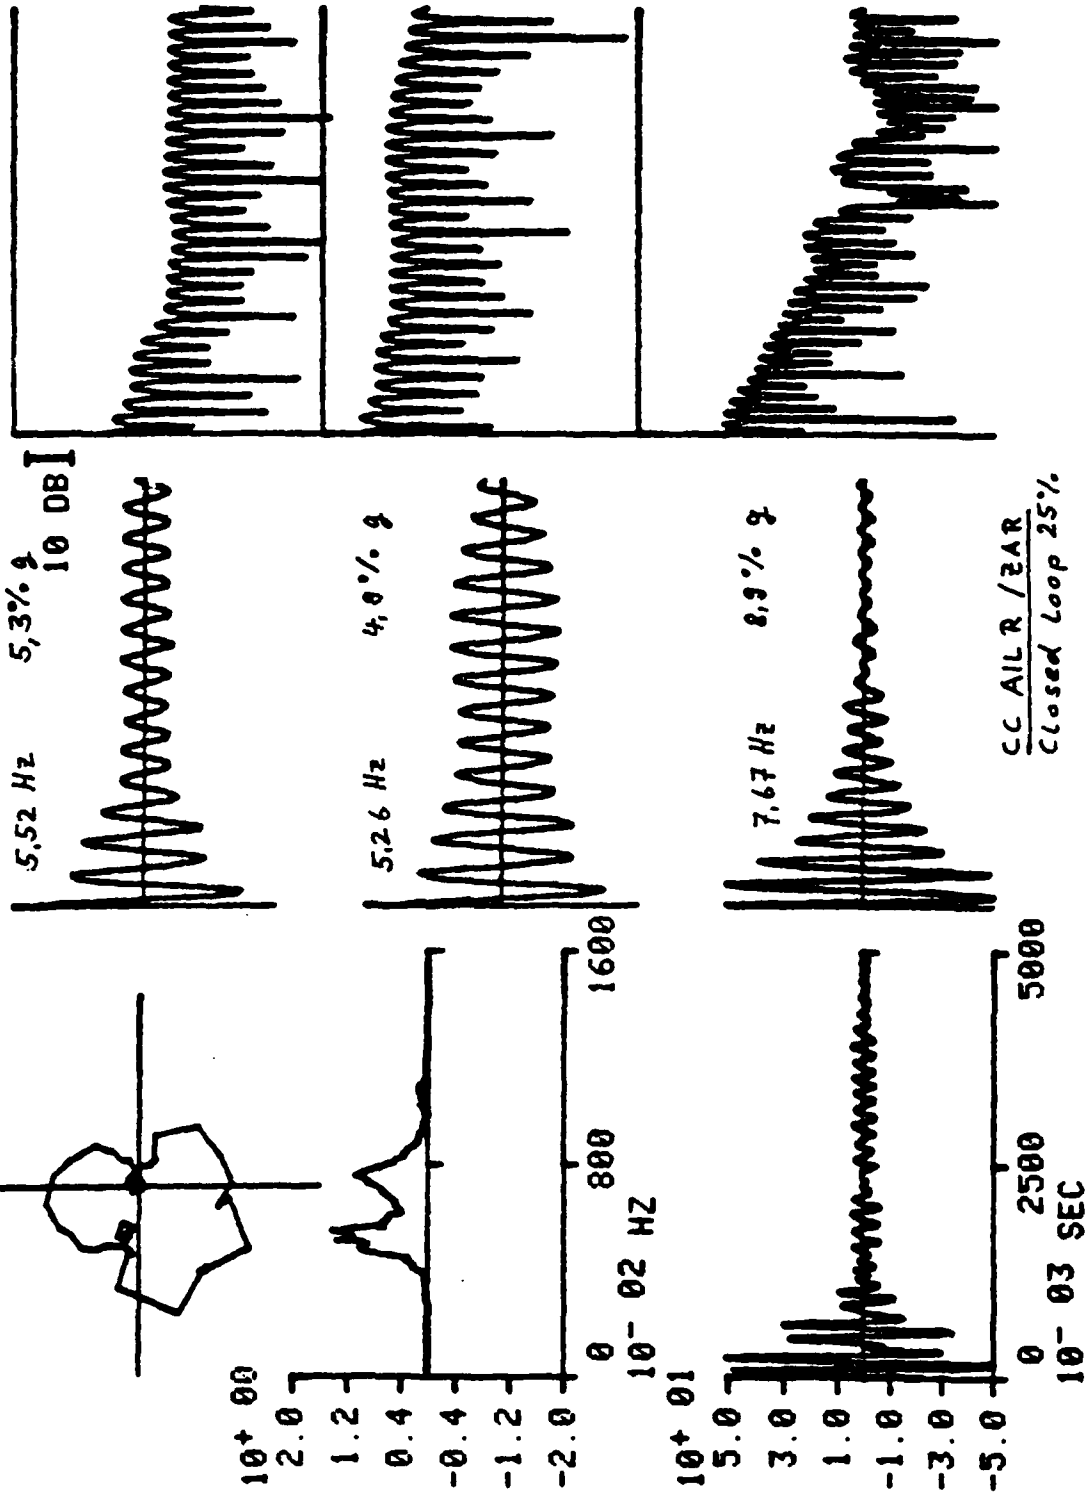 10+ 00
2.0
1.2
0.4
-0.4
-1.2
-2.0
0 800 1600
10- 02 HZ
10+ 01
5.0
3.0
1.0
-1.0
-3.0
-5.0
0 2500 5000
10- 03 SEC
5,52 Hz 5,3% g
10 DB
5,26 Hz 4,0% g
7,67 Hz 8,9% g
CC AILR/ZAR
Closed Loop 25%